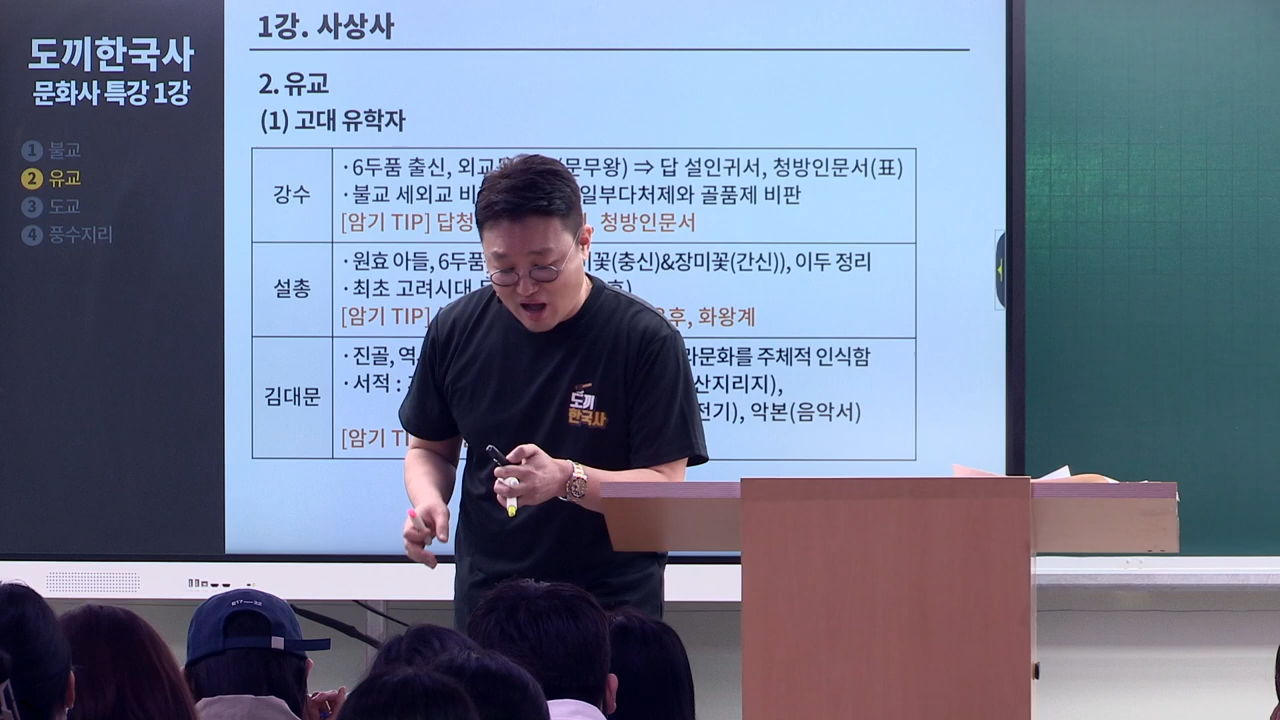 도끼한국사
문화사 특강 1강
1 불교
2 유교
3 도교
4 풍수지리
1강. 사상사
2. 유교
(1) 고대 유학자
강수
· 6두품 출신, 외교 (문무왕) ⇒ 답 설인귀서, 청방인문서(表)
· 불교 세외교 비 일부다처제와 골품제 비판
[암기 TIP] 답청 청방인문서
설총
· 원효 아들, 6두품 꽃(충신)&장미꽃(간신)), 이두 정리
· 최초 고려시대
[암기 TIP] 후, 화왕계
김대문
· 진골, 역 문화를 주체적 인식함
· 서적 : 산지리지),
전기), 악본(음악서)
[암기 TI
도끼
한국사